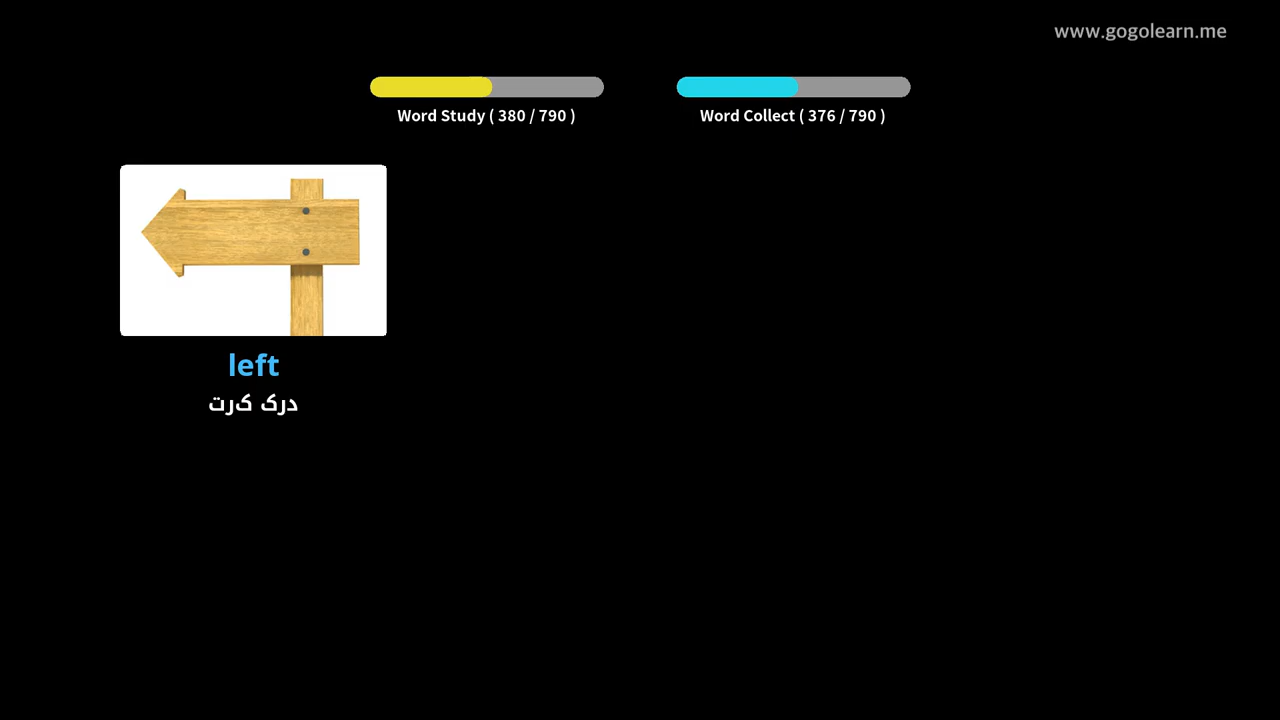 www.gogolearn.me
Word Study ( 380 / 790 )
Word Collect ( 376 / 790 )
left
درک کرت